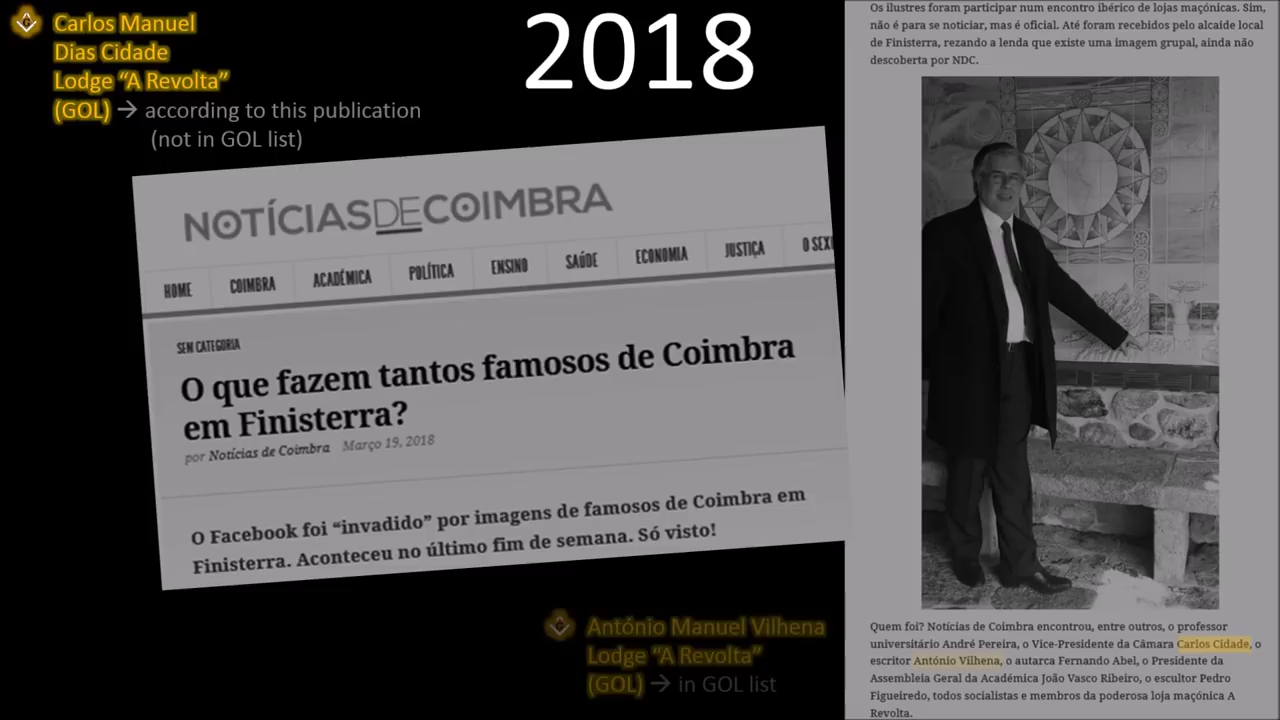 Carlos Manuel
Dias Cidade
Lodge “A Revolta”
(GOL) → according to this publication
(not in GOL list)
2018
NOTÍCIASDECOIMBRA
HOME COIMBRA ACADÉMICA POLÍTICA ENSINO SAÚDE ECONOMIA JUSTIÇA O SEX
SEM CATEGORIA
O que fazem tantos famosos de Coimbra
em Finisterra?
por Notícias de Coimbra Março 19, 2018
O Facebook foi “invadido” por imagens de famosos de Coimbra em
Finisterra. Aconteceu no último fim de semana. Só visto!
António Manuel Vilhena
Lodge “A Revolta”
(GOL) → in GOL list
Os ilustres foram participar num encontro ibérico de lojas maçónicas. Sim,
não é para se noticiar, mas é oficial. Até foram recebidos pelo alcaide local
de Finisterra, rezando a lenda que existe uma imagem grupal, ainda não
descoberta por NDC.
Quem foi? Notícias de Coimbra encontrou, entre outros, o professor
universitário André Pereira, o Vice-Presidente da Câmara Carlos Cidade, o
escritor António Vilhena, o autarca Fernando Abel, o Presidente da
Assembleia Geral da Académica João Vasco Ribeiro, o escultor Pedro
Figueiredo, todos socialistas e membros da poderosa loja maçónica A
Revolta.